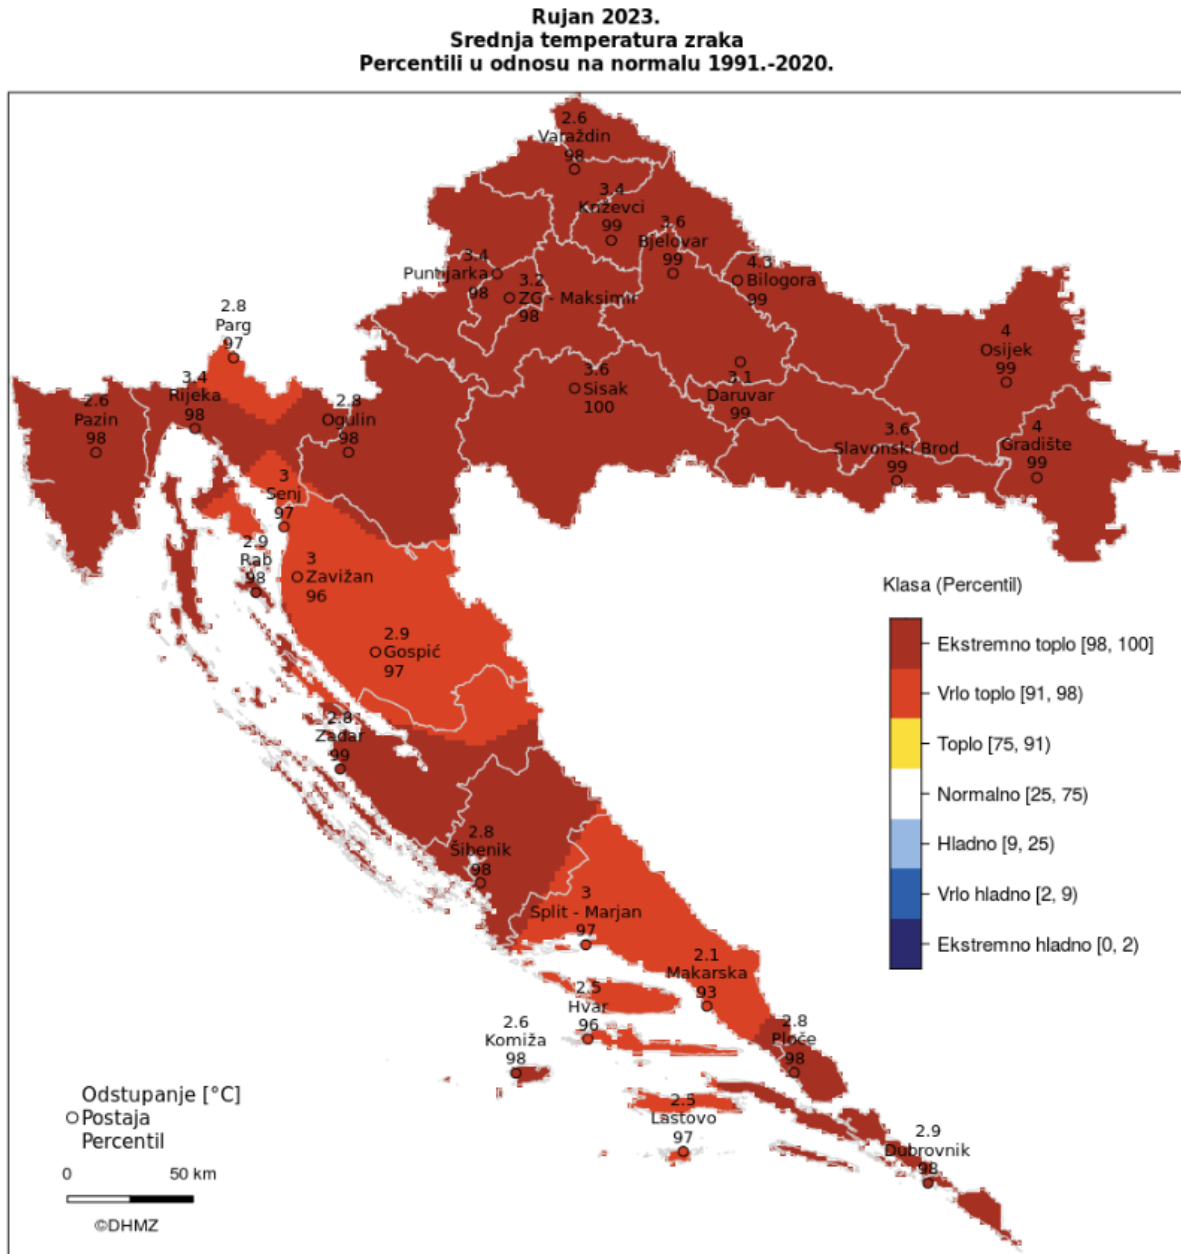 Rujan 2023.
Srednja temperatura zraka
Percentili u odnosu na normalu 1991.-2020.
2.6
Varaždin
98
3.4
Križevci
99
3.6
Bjelovar
99
3.4
Puntijarka
98
3.2
ZG - Maksimir
98
4.3
Bilogora
99
2.8
Parg
97
4
Osijek
99
3.4
Rijeka
98
2.6
Pazin
98
2.8
Ogulin
98
3.6
Sisak
100
3.1
Daruvar
99
3.6
Slavonski Brod
99
4
Gradište
99
3
Senj
97
2.9
Rab
98
3
Zavižan
96
2.9
Gospić
97
2.8
Zadar
99
2.8
Šibenik
98
3
Split - Marjan
97
2.1
Makarska
93
2.5
Hvar
96
2.6
Komiža
98
2.8
Ploče
98
2.5
Lastovo
97
2.9
Dubrovnik
98
Klasa (Percentil)
Ekstremno toplo [98, 100]
Vrlo toplo [91, 98)
Toplo [75, 91)
Normalno [25, 75)
Hladno [9, 25)
Vrlo hladno [2, 9)
Ekstremno hladno [0, 2)
Odstupanje [°C]
Postaja
Percentil
0 50 km
©DHMZ